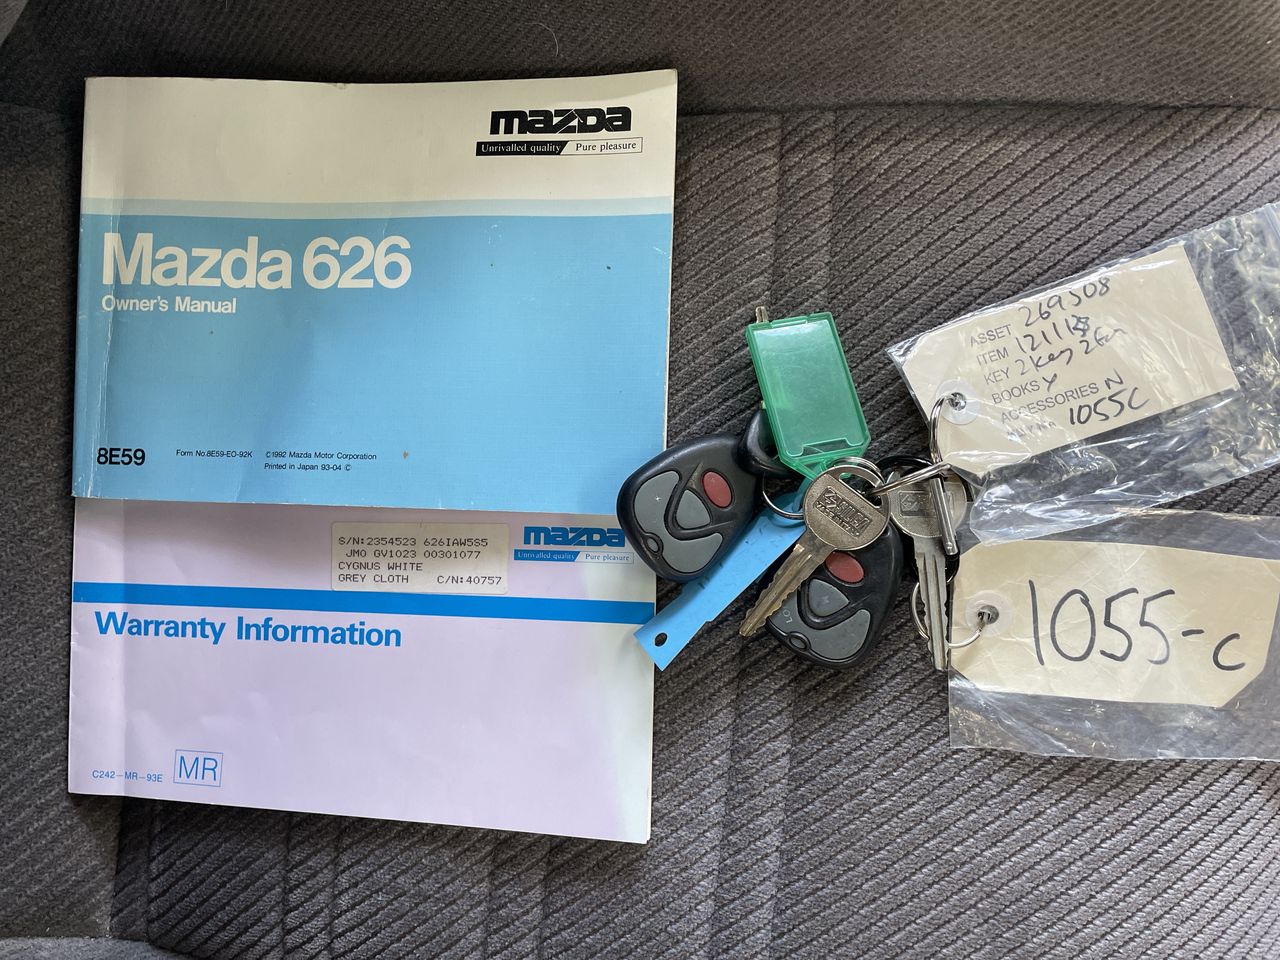 mazda
Unrivalled quality Pure pleasure
Mazda 626
Owner's Manual
8E59
Form No.8E59-EO-92K
©1992 Mazda Motor Corporation
Printed in Japan 93-04 Ⓒ
S/N:2354523 626IAW5S5
JMO GV1023 00301077
CYGNUS WHITE
GREY CLOTH C/N:40757
mazda
Unrivalled quality Pure pleasure
Warranty Information
C242-MR-93E
MR
ASSET 269508
ITEM
KEY 2 key
BOOKS Y
ACCESSORIES N
1055C
1055-C